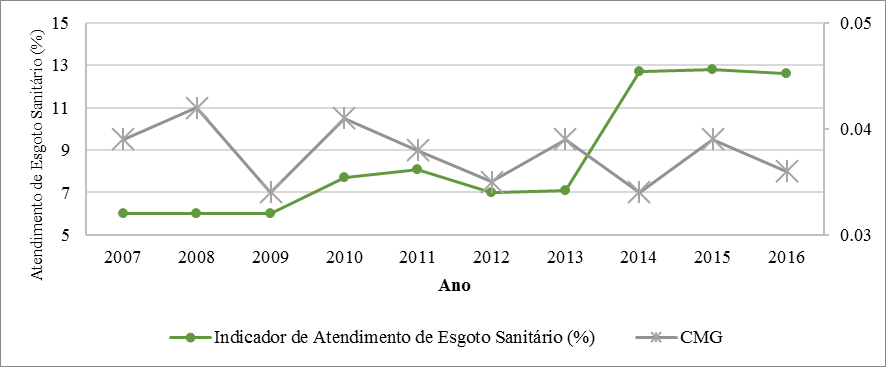 Atendimento de Esgoto Sanitário (%)
15
13
11
9
7
5
0.05
0.04
0.03
2007 2008 2009 2010 2011 2012 2013 2014 2015 2016
Ano
Indicador de Atendimento de Esgoto Sanitário (%) CMG